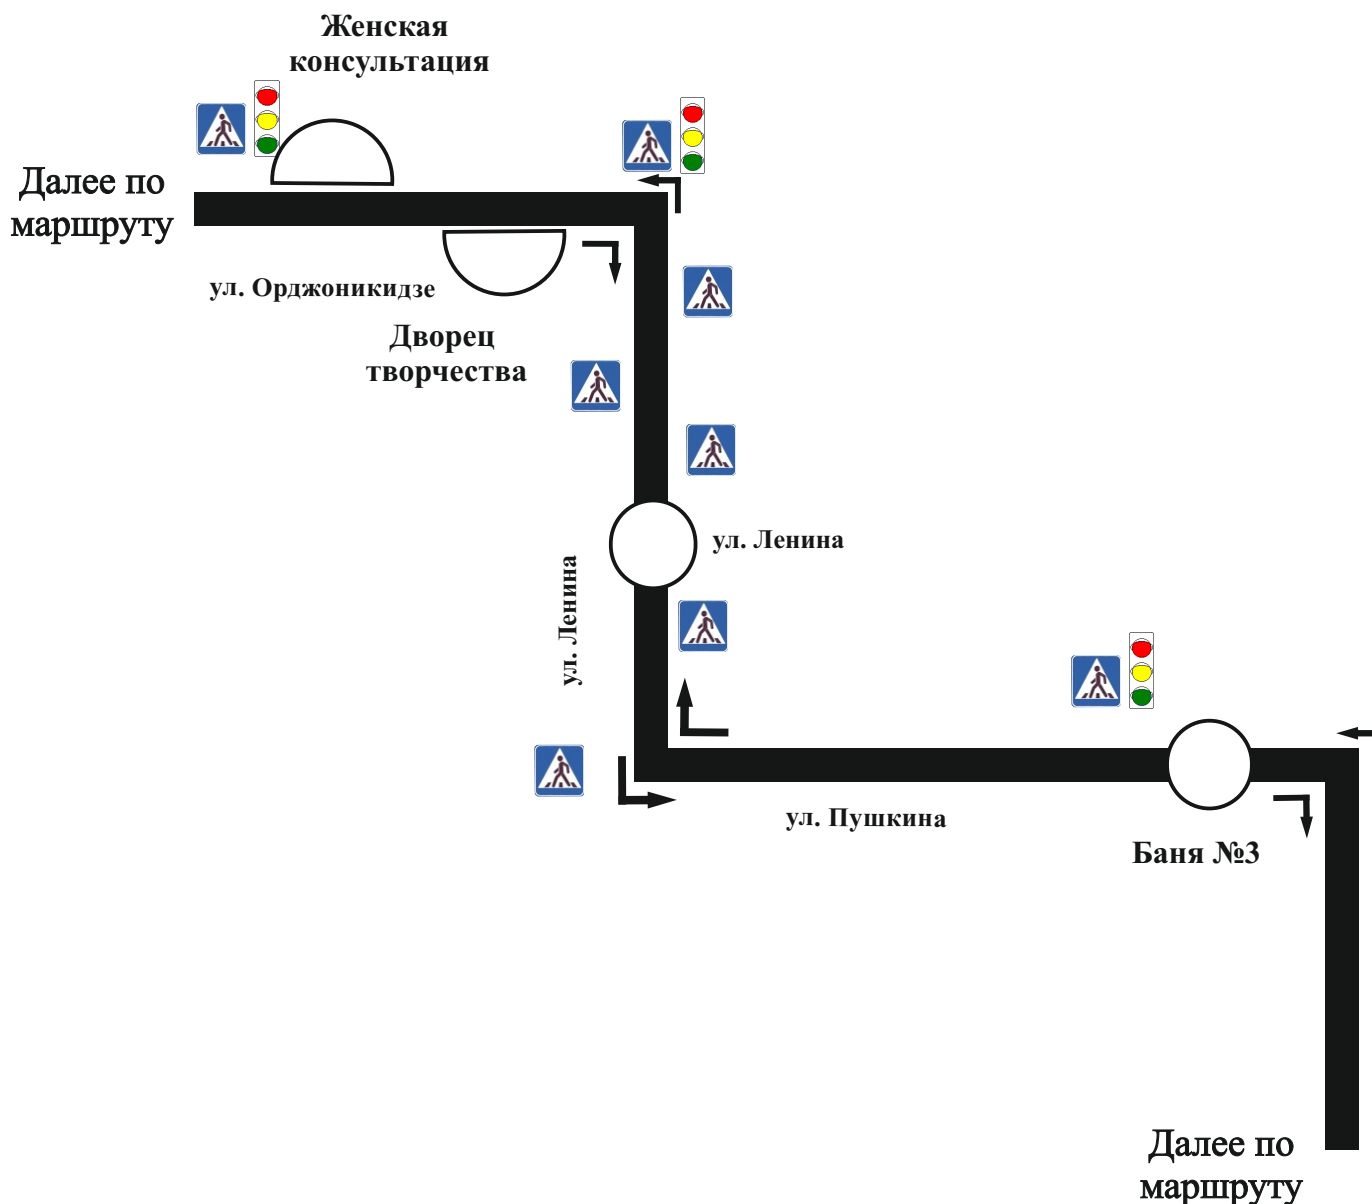 Женская
консультация
Далее по
маршруту
ул. Орджоникидзе
Дворец
творчества
ул. Ленина
ул. Ленина
ул. Пушкина
Баня №3
Далее по
маршруту